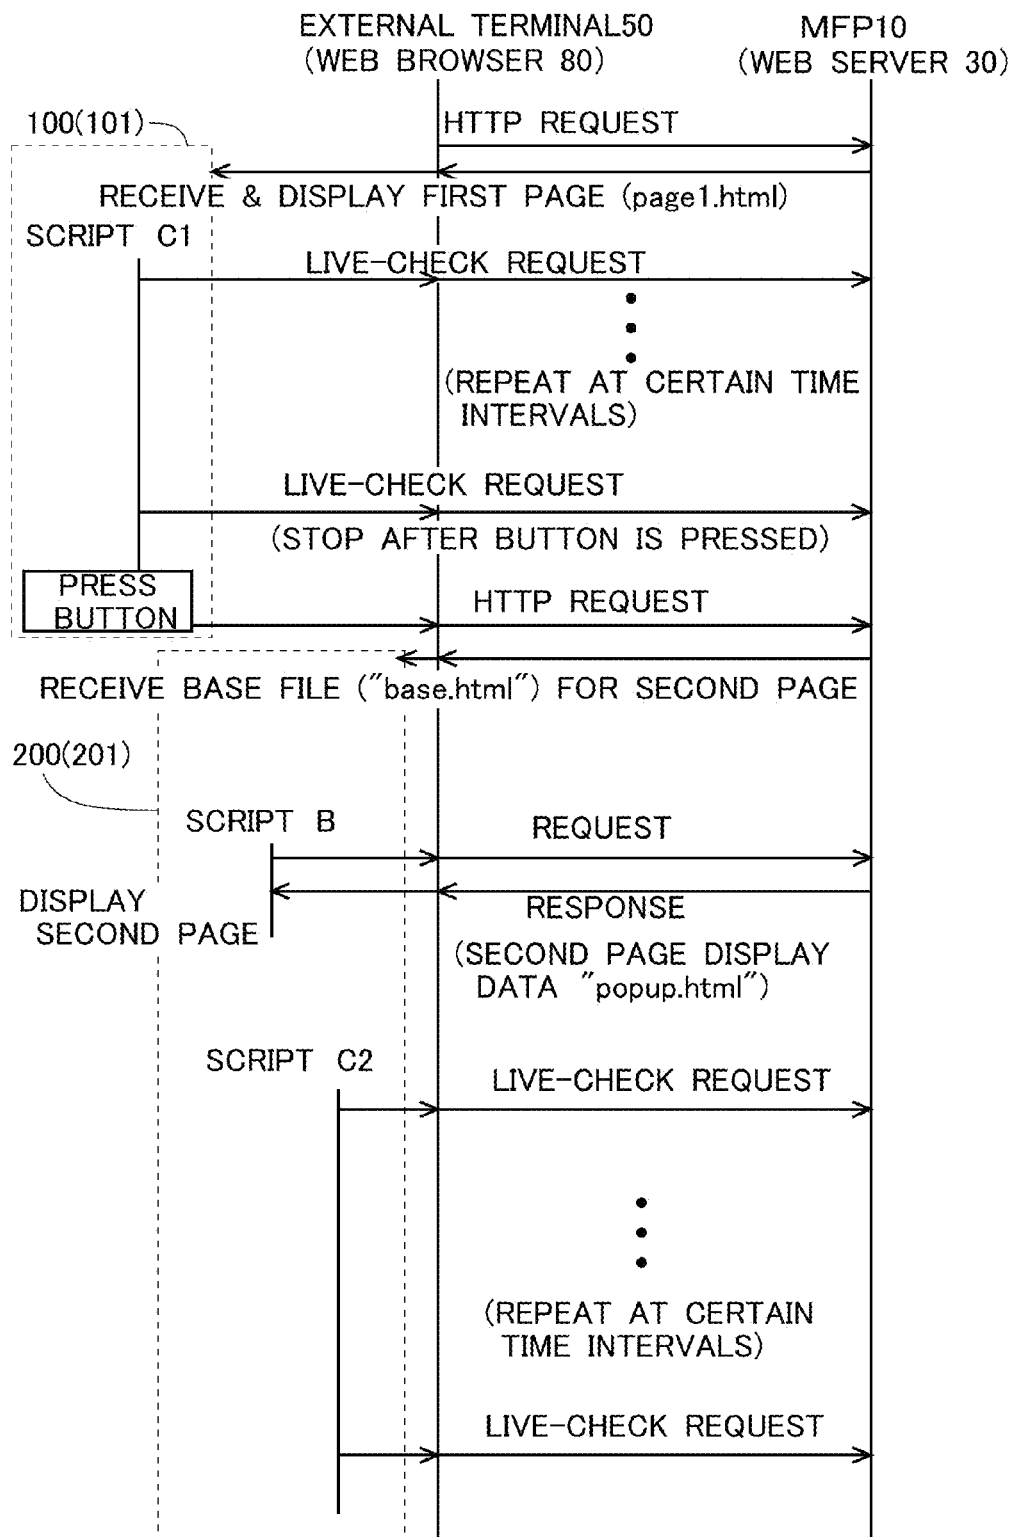 EXTERNAL TERMINAL50
(WEB BROWSER 80)
MFP10
(WEB SERVER 30)
100(101)
HTTP REQUEST
RECEIVE & DISPLAY FIRST PAGE (page1.html)
SCRIPT C1
LIVE-CHECK REQUEST
(REPEAT AT CERTAIN TIME
INTERVALS)
LIVE-CHECK REQUEST
(STOP AFTER BUTTON IS PRESSED)
PRESS
BUTTON
HTTP REQUEST
RECEIVE BASE FILE ("base.html") FOR SECOND PAGE
200(201)
SCRIPT B
REQUEST
DISPLAY
SECOND PAGE
RESPONSE
(SECOND PAGE DISPLAY
DATA "popup.html")
SCRIPT C2
LIVE-CHECK REQUEST
(REPEAT AT CERTAIN
TIME INTERVALS)
LIVE-CHECK REQUEST